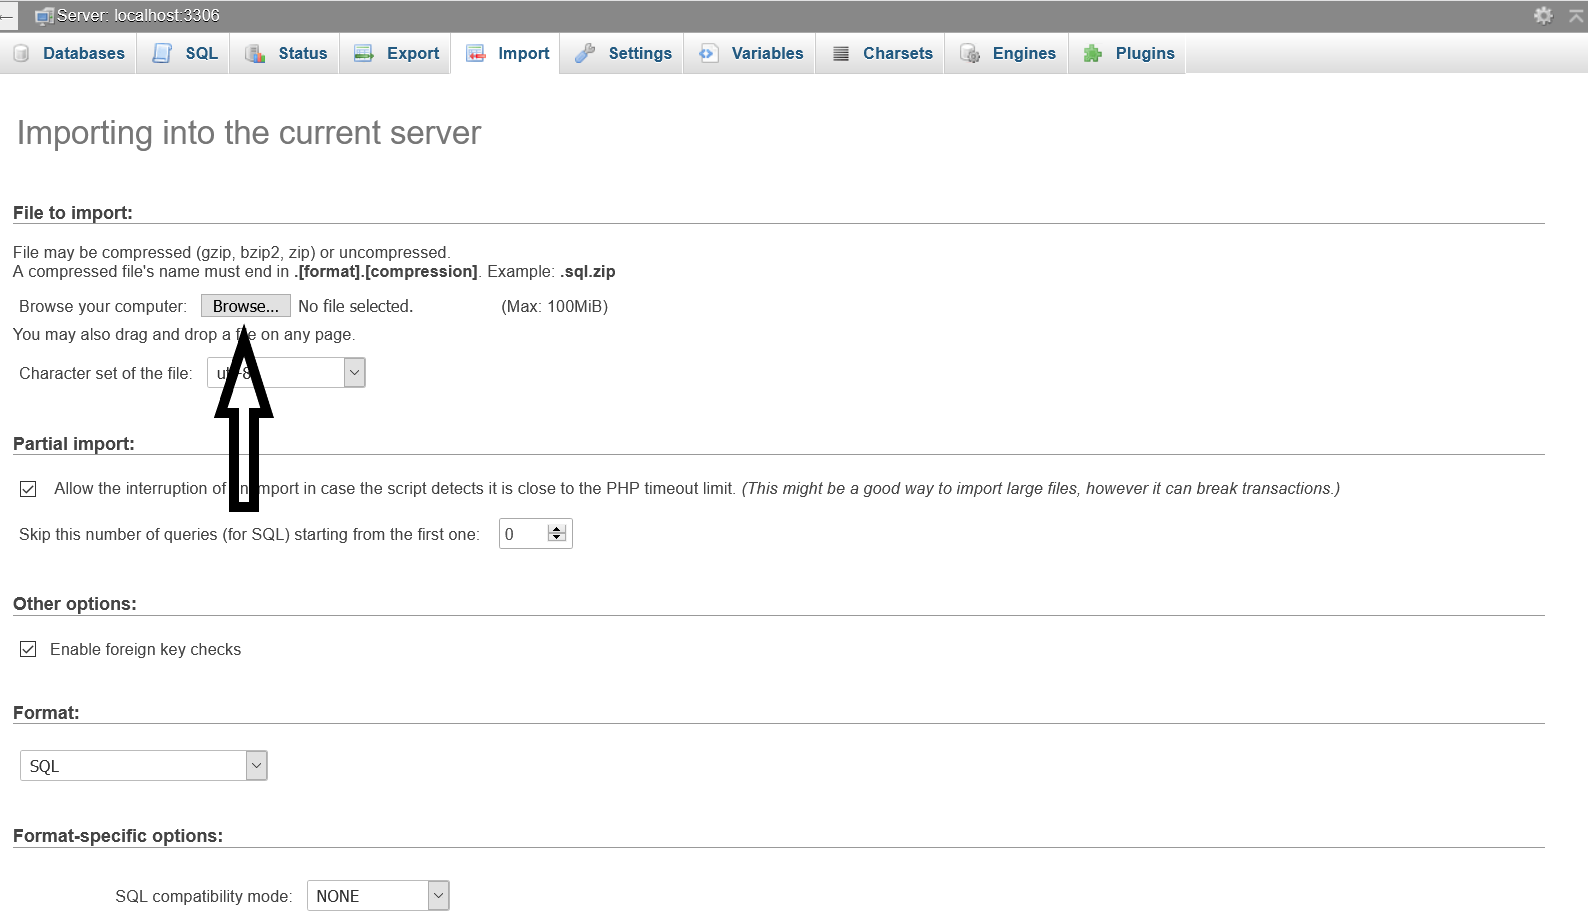 Server: localhost:3306
Databases SQL Status Export Import Settings Variables Charsets Engines Plugins
Importing into the current server
File to import:
File may be compressed (gzip, bzip2, zip) or uncompressed.
A compressed file's name must end in .[format].[compression]. Example: .sql.zip
Browse your computer: Browse... No file selected. (Max: 100MiB)
You may also drag and drop a file on any page.
Character set of the file: utf-8
Partial import:
Allow the interruption of an import in case the script detects it is close to the PHP timeout limit. (This might be a good way to import large files, however it can break transactions.)
Skip this number of queries (for SQL) starting from the first one: 0
Other options:
Enable foreign key checks
Format:
SQL
Format-specific options:
SQL compatibility mode: NONE